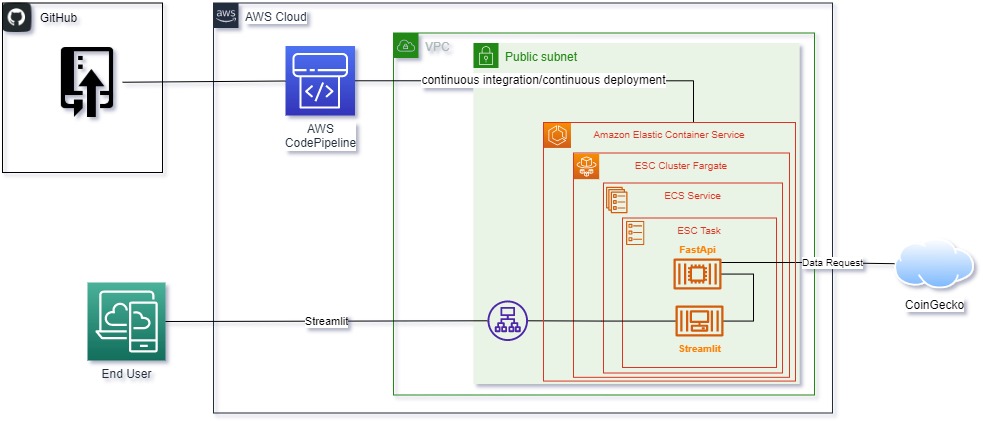 GitHub
aws
AWS Cloud
VPC
Public subnet
continuous integration/continuous deployment
AWS
CodePipeline
Amazon Elastic Container Service
ESC Cluster Fargate
ECS Service
ESC Task
FastApi
Data Request
CoinGecko
Streamlit
Streamlit
End User